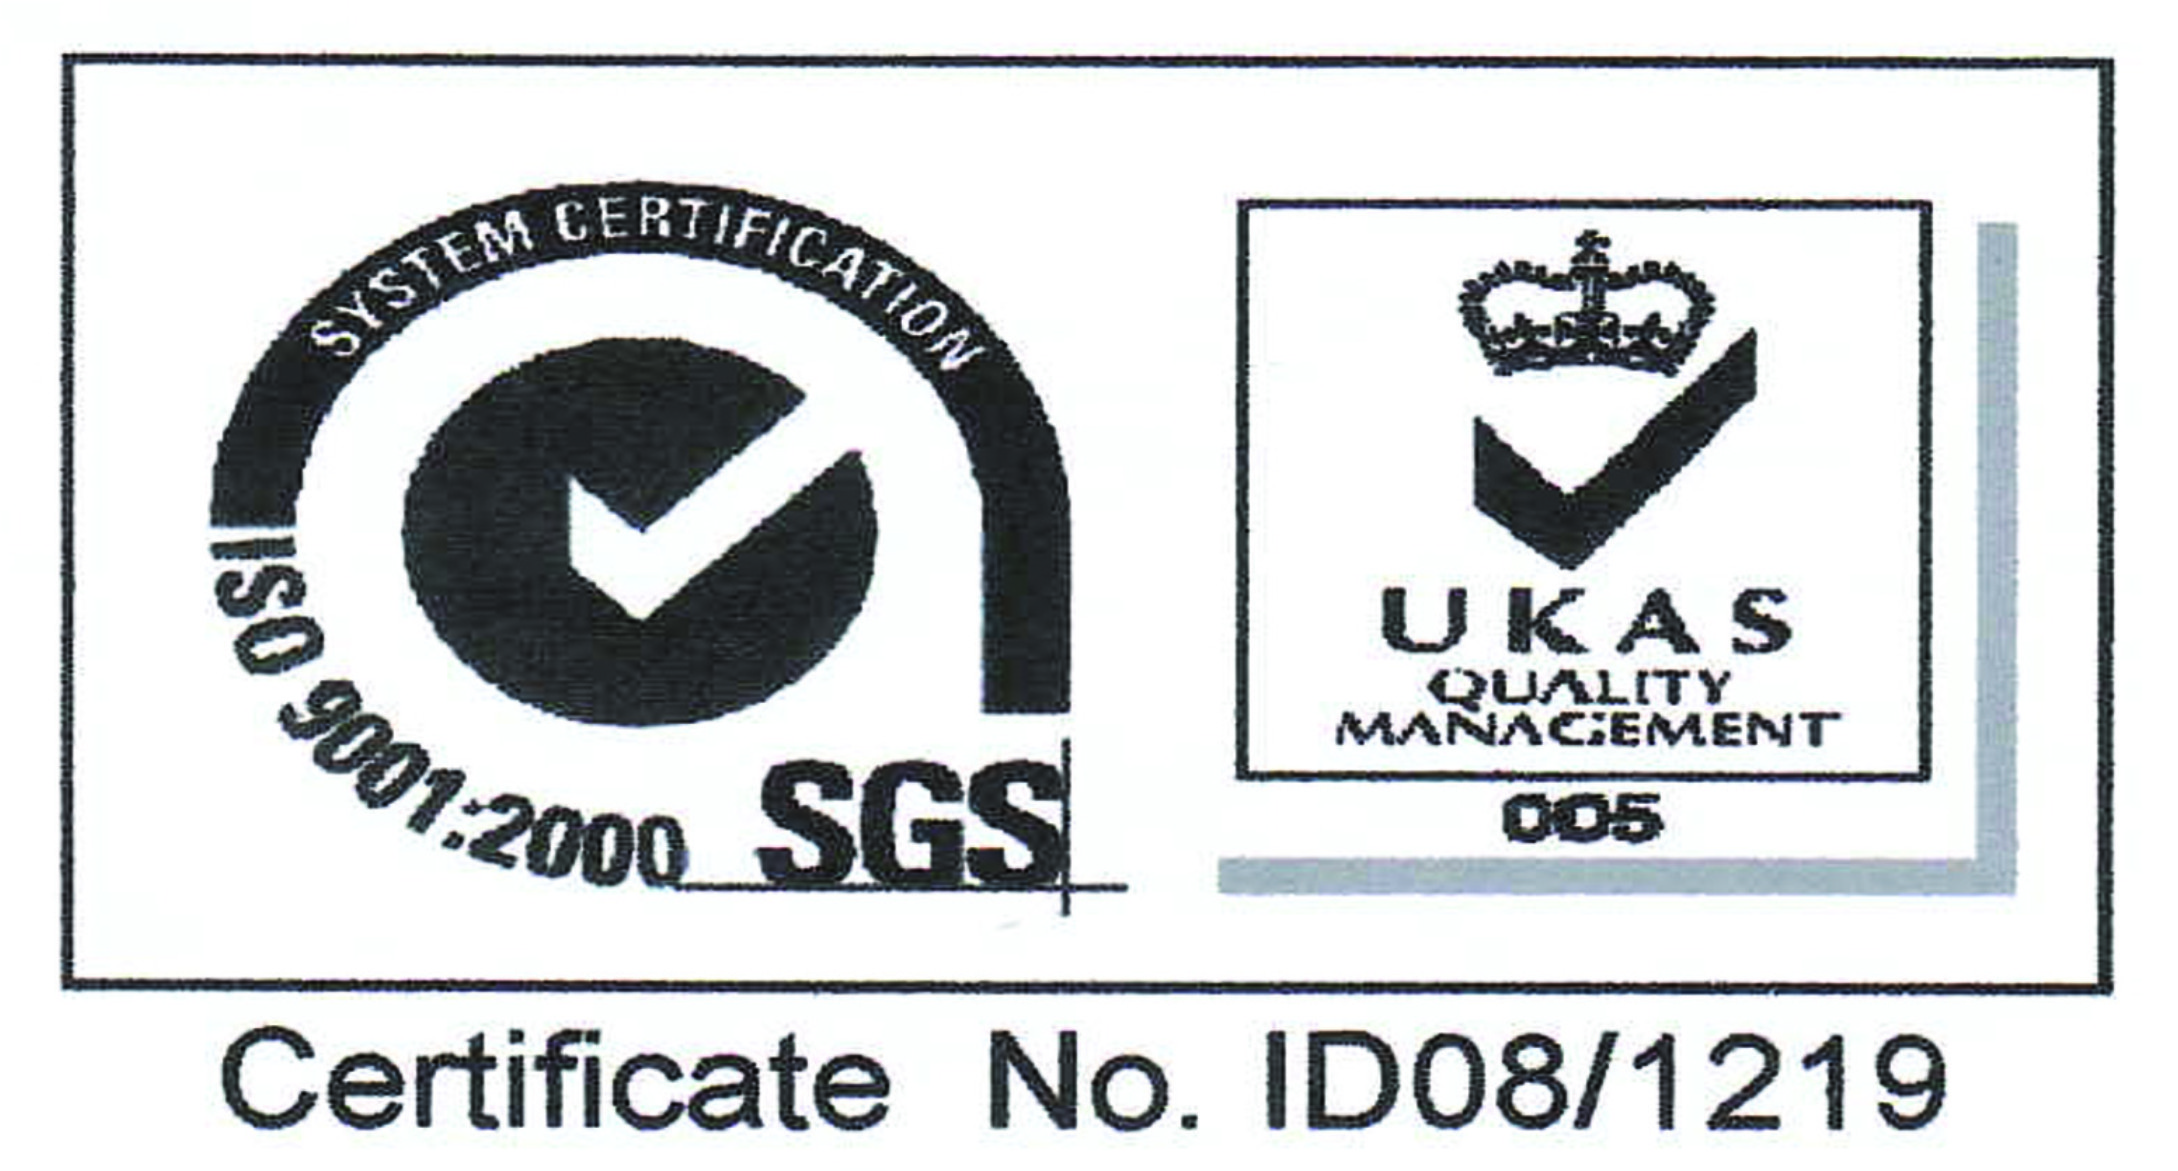 SYSTEM CERTIFICATION
ISO 9001:2000
SGS
UKAS
QUALITY
MANAGEMENT
005
Certificate No. ID08/1219